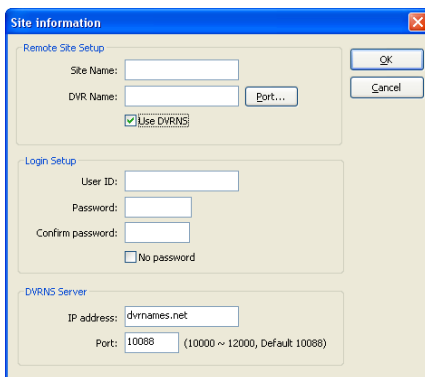 Site information
Remote Site Setup
Site Name:
DVR Name:
Port...
Use DVRNS
OK
Cancel
Login Setup
User ID:
Password:
Confirm password:
No password
DVRNS Server
IP address: dvrnames.net
Port: 10088 (10000 ~ 12000, Default 10088)